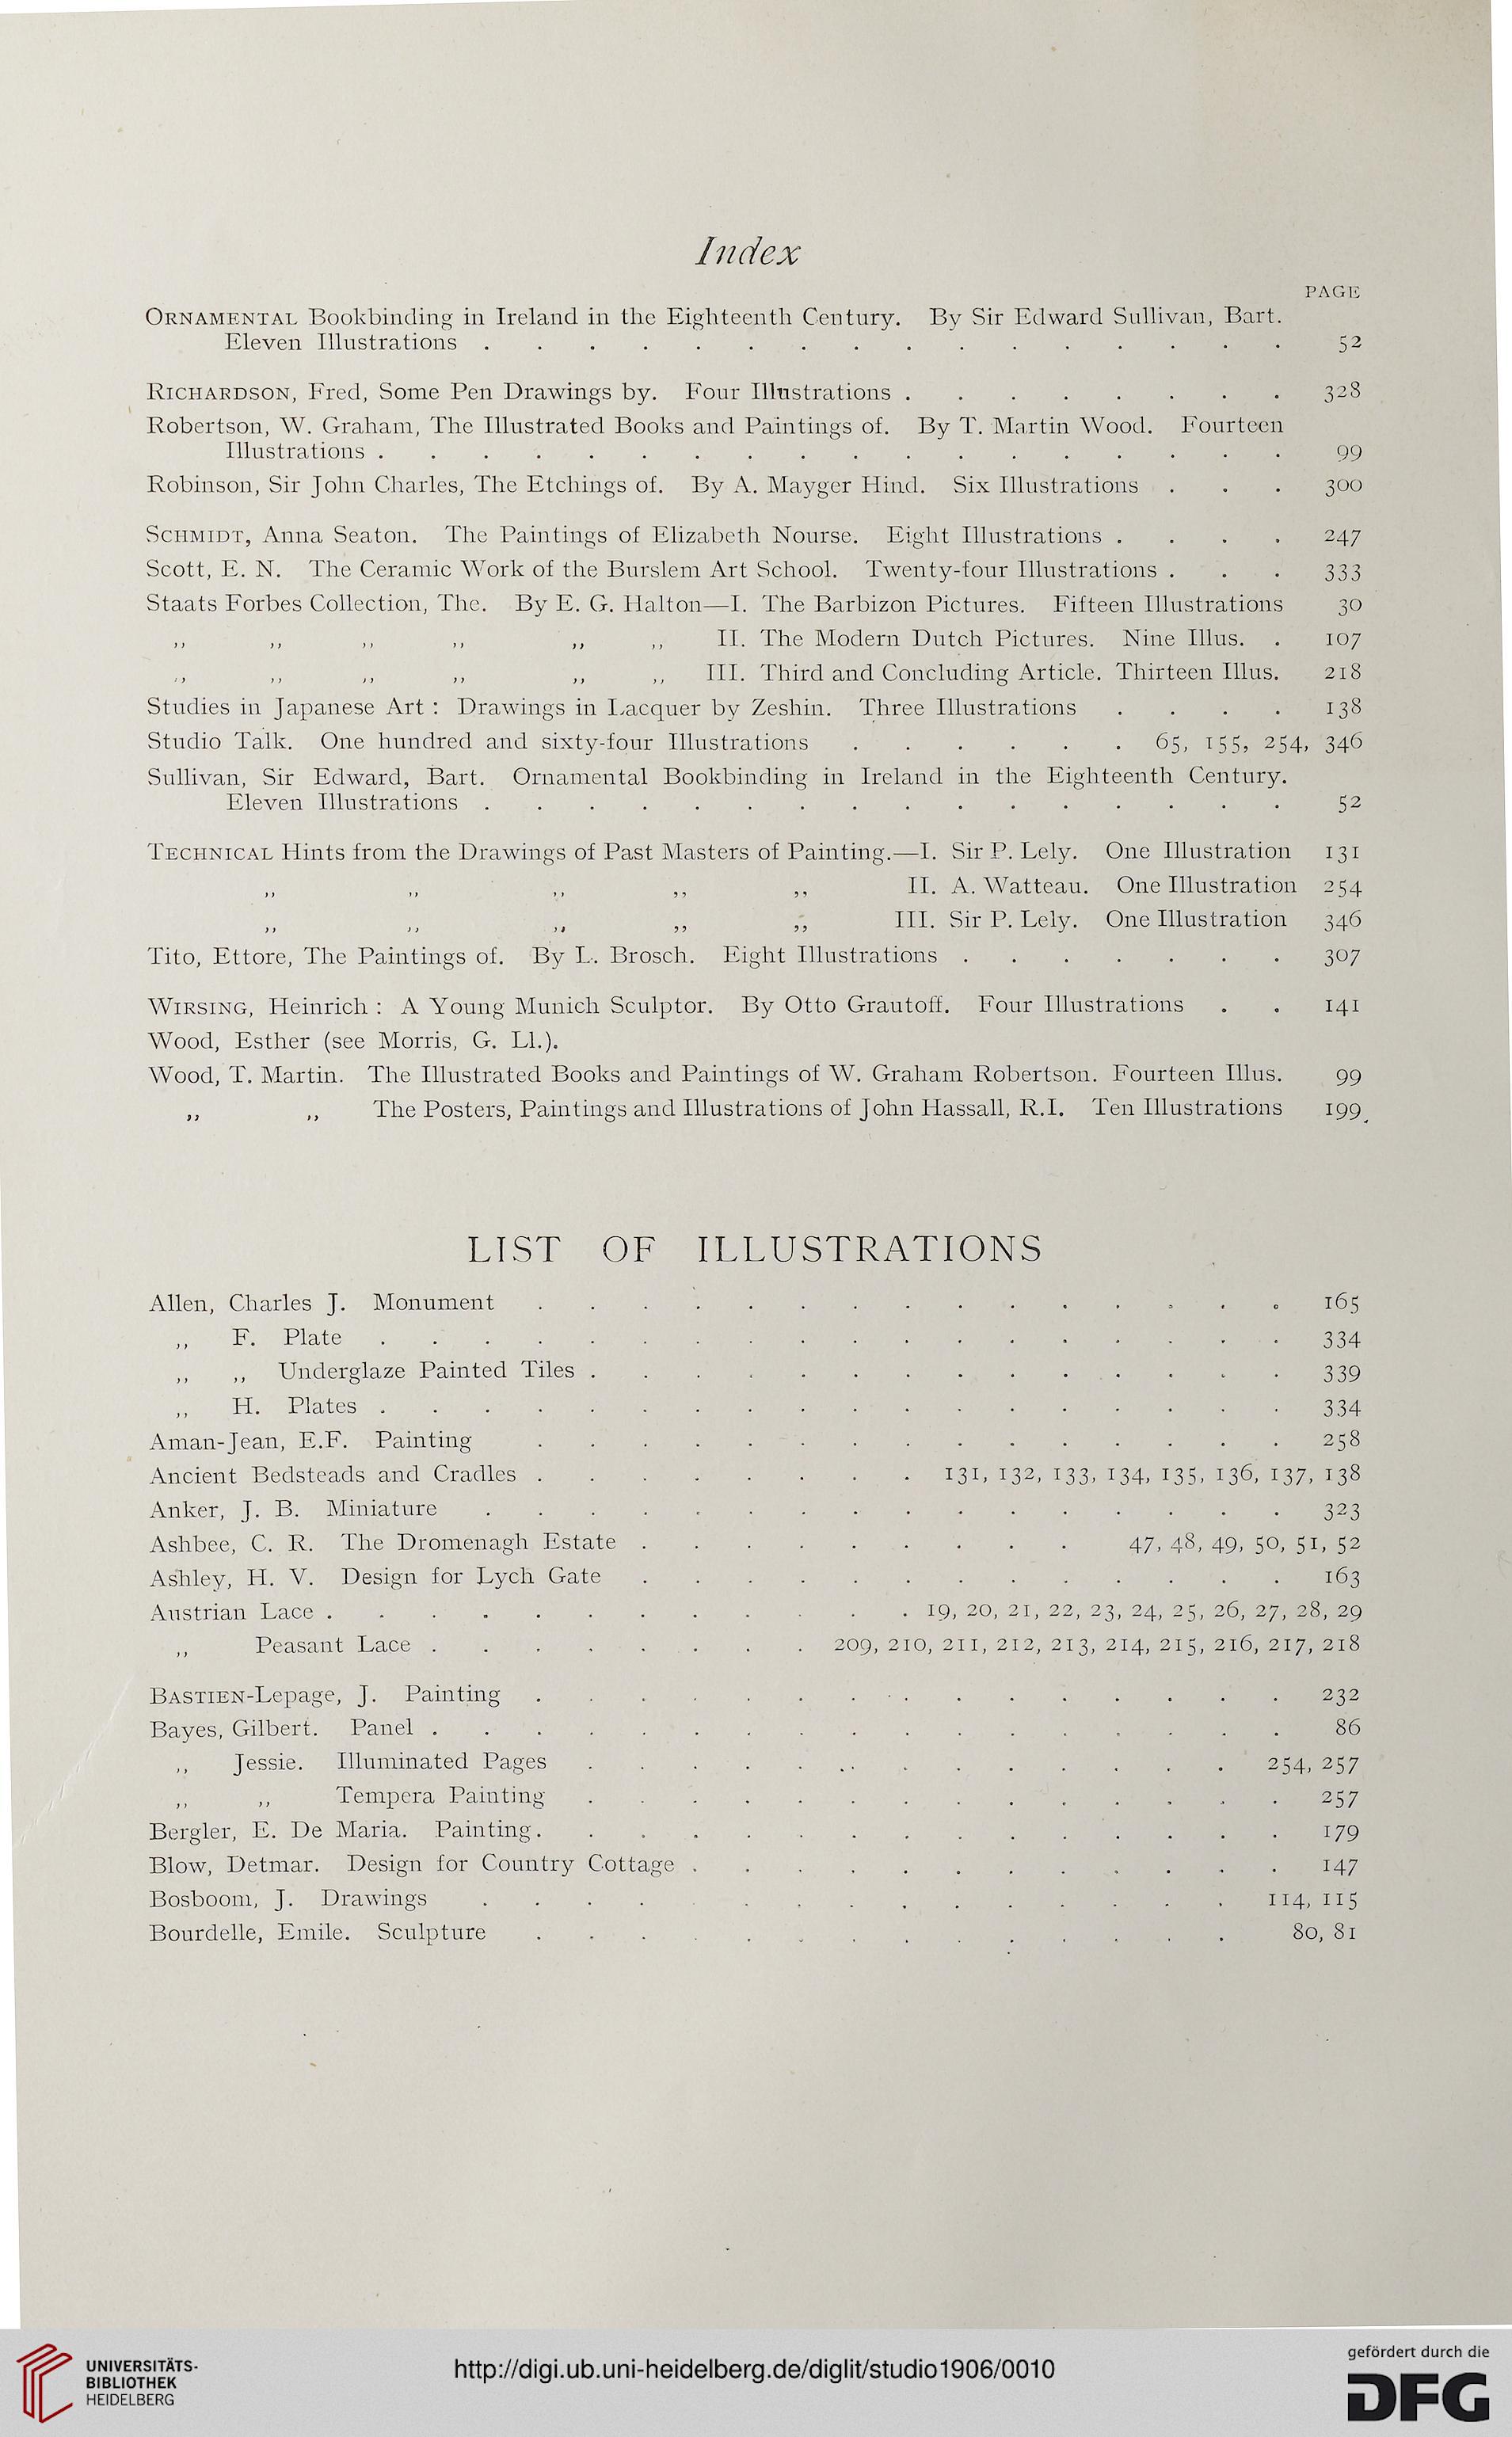 Index
PAGE
ORNAMENTAL Bookbinding in Ireland in the Eighteenth Century. By Sir Edward Sullivan, Bart.
Eleven Illustrations . . . . . . . . . . . . . . . . 52
RICHARDSON, Fred, Some Pen Drawings by. Four Illustrations . . . . . . . . 328
Robertson, W. Graham, The Illustrated Books and Paintings of. By T. Martin Wood. Fourteen
Illustrations . . . . . . . . . . . . . . . . . . 99
Robinson, Sir John Charles, The Etchings of. By A. Mayger Hind. Six Illustrations . . . 300
SCHMIDT, Anna Seaton. The Paintings of Elizabeth Nourse. Eight Illustrations . . . . 247
Scott, E. N. The Ceramic Work of the Burslem Art School. Twenty-four Illustrations . . . 333
Staats Forbes Collection, The. By E. G. Halton—I. The Barbizon Pictures. Fifteen Illustrations 30
,, ,, ,, ,, ,, ,, II. The Modern Dutch Pictures. Nine Illus. . 107
,, ,, ,, ,, ,, ,, III. Third and Concluding Article. Thirteen Illus. 218
Studies in Japanese Art : Drawings in Lacquer by Zeshin. Three Illustrations . . . . 138
Studio Talk. One hundred and sixty-four Illustrations . . . . . . 65, 155, 254, 346
Sullivan, Sir Edward, Bart. Ornamental Bookbinding in Ireland in the Eighteenth Century.
Eleven Illustrations . . . . . . . . . . . . . . . . 52
TECHNICAL Hints from the Drawings of Past Masters of Painting.—I. Sir P. Lely. One Illustration 131
,, ,, ,, ,, ,, II. A. Watteau. One Illustration 254
,, ,, ,, ,, ,, III. Sir P. Lely. One Illustration 346
Tito, Ettore, The Paintings of. By L. Brosch. Eight Illustrations . . . . . . . 307
WIRSING, Heinrich : A Young Munich Sculptor. By Otto Grautoff. Four Illustrations . . 141
Wood, Esther (see Morris, G. Ll.).
Wood, T. Martin. The Illustrated Books and Paintings of W. Graham Robertson. Fourteen Illus. 99
,, ,, The Posters, Paintings and Illustrations of John Hassall, R.I. Ten Illustrations 199
LIST OF ILLUSTRATIONS
Allen, Charles J. Monument . . . . . . . . . . . . . . . 165
,, F. Plate . . . . . . . . . . . . . . . . . . 334
,, ,, Underglaze Painted Tiles . . . . . . . . . . . . . . 339
,, H. Plates . . . . . . . . . . . . . . . . . . 334
Aman-Jean, E.F. Painting . . . . . . . . . . . . . . . 258
Ancient Bedsteads and Cradles . . . . . . . . 131, 132, 133, 134, 135, 136, 137, 138
Anker, J. B. Miniature . . . . . . . . . . . . . . . . 323
Ashbee, C. R. The Dromenagh Estate . . . . . . . . . 47, 48, 49, 50, 51, 52
Ashley, H. V. Design for Lych Gate . . . . . . . . . . . . . 163
Austrian Lace . . . . . . . . . . . . 19, 20, 21, 22, 23, 24, 25, 26, 27, 28, 29
,, Peasant Lace . . . . . . . . 209, 210, 211, 212, 213, 214, 215, 216, 217, 218
BASTIEN-Lepage, J. Painting . . . . . . . . . . . . . . . 232
Bayes, Gilbert. Panel . . . . . . . . . . . . . . . . . 86
,, Jessie. Illuminated Pages . . . . . . . . . . . . . 254, 257
,, ,, Tempera Painting . . . . . . . . . . . . . . 257
Bergler, E. De Maria. Painting . . . . . . . . . . . . . . . 179
Blow, Detmar. Design for Country Cottage . . . . . . . . . . . . 147
Bosboom, J. Drawings . . . . . . . . . . . . . . . 114, 115
Bourdelle, Emile. Sculpture . . . . . . . . . . . . . . 80, 81
UNIVERSITÄTS-
BIBLIOTHEK
HEIDELBERG
http://digi.ub.uni-heidelberg.de/diglit/studio1906/0010
gefördert durch die
DFG